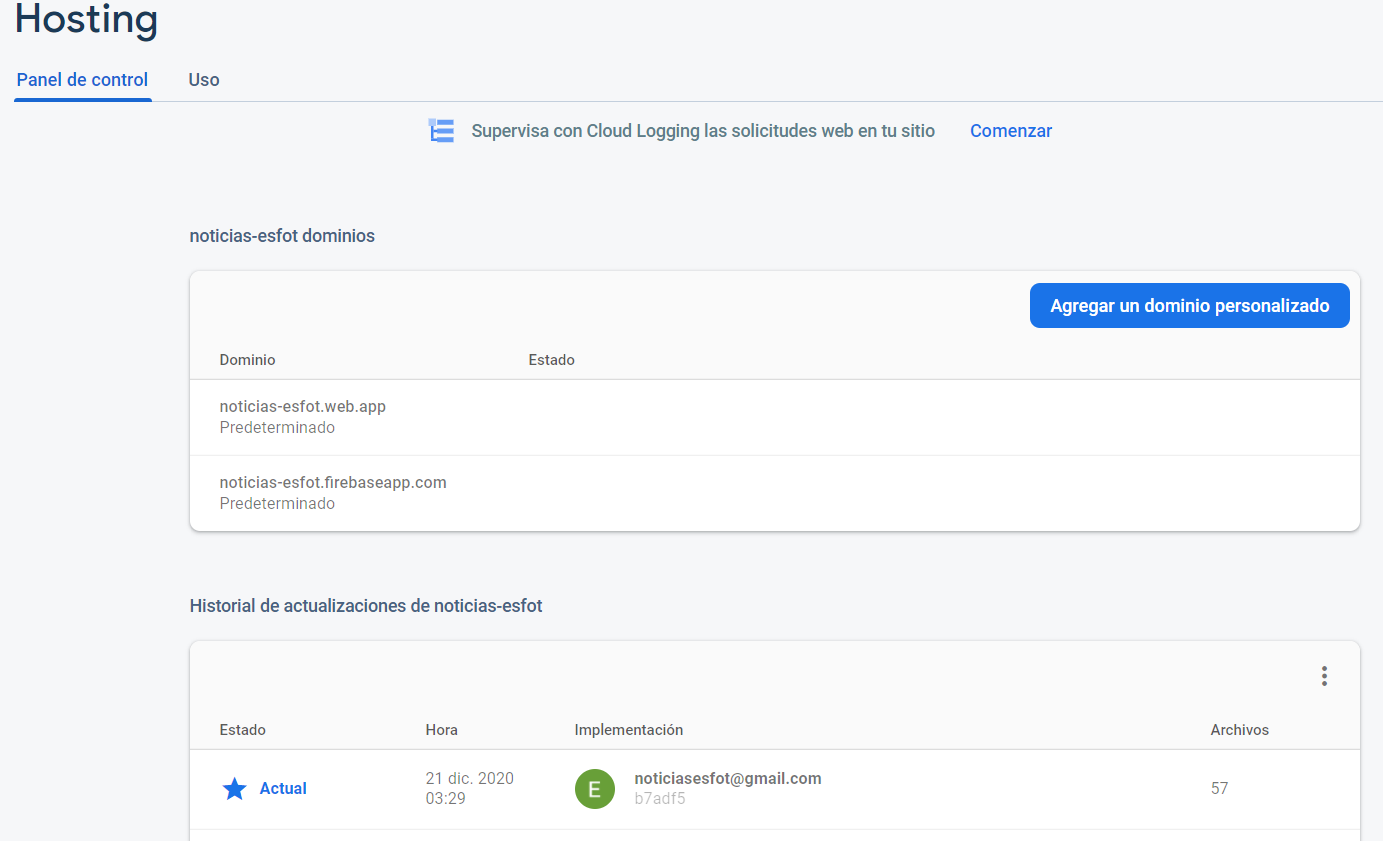 Hosting
Panel de control
Uso
Supervisa con Cloud Logging las solicitudes web en tu sitio
Comenzar
noticias-esfot dominios
Agregar un dominio personalizado
Dominio
Estado
noticias-esfot.web.app
Predeterminado
noticias-esfot.firebaseapp.com
Predeterminado
Historial de actualizaciones de noticias-esfot
Estado
Hora
Implementación
Archivos
Actual
21 dic. 2020
03:29
E
noticiasesfot@gmail.com
b7adf5
57